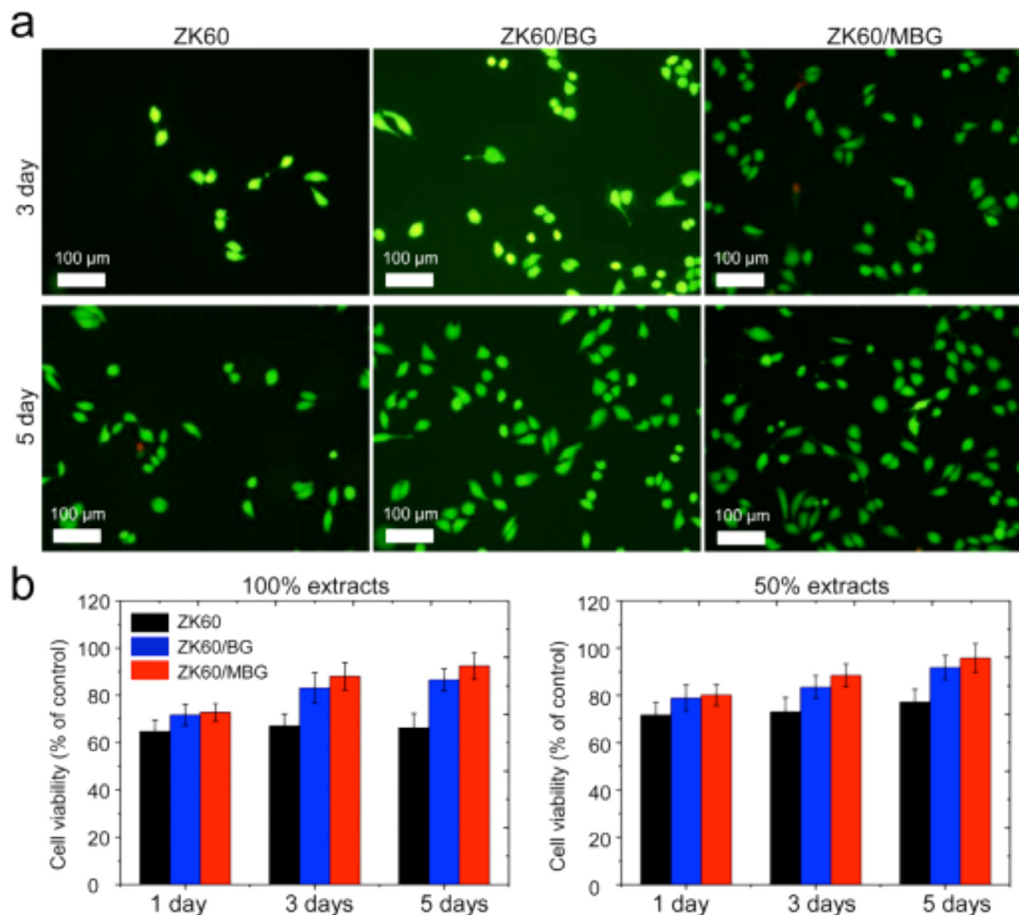 a
ZK60 ZK60/BG ZK60/MBG
3 day
100 µm 100 µm 100 µm
5 day
100 µm 100 µm 100 µm
b
100% extracts 50% extracts
Cell viability (% of control)
120
100
80
60
40
20
0
ZK60
ZK60/BG
ZK60/MBG
1 day 3 days 5 days
Cell viability (% of control)
120
100
80
60
40
20
0
1 day 3 days 5 days